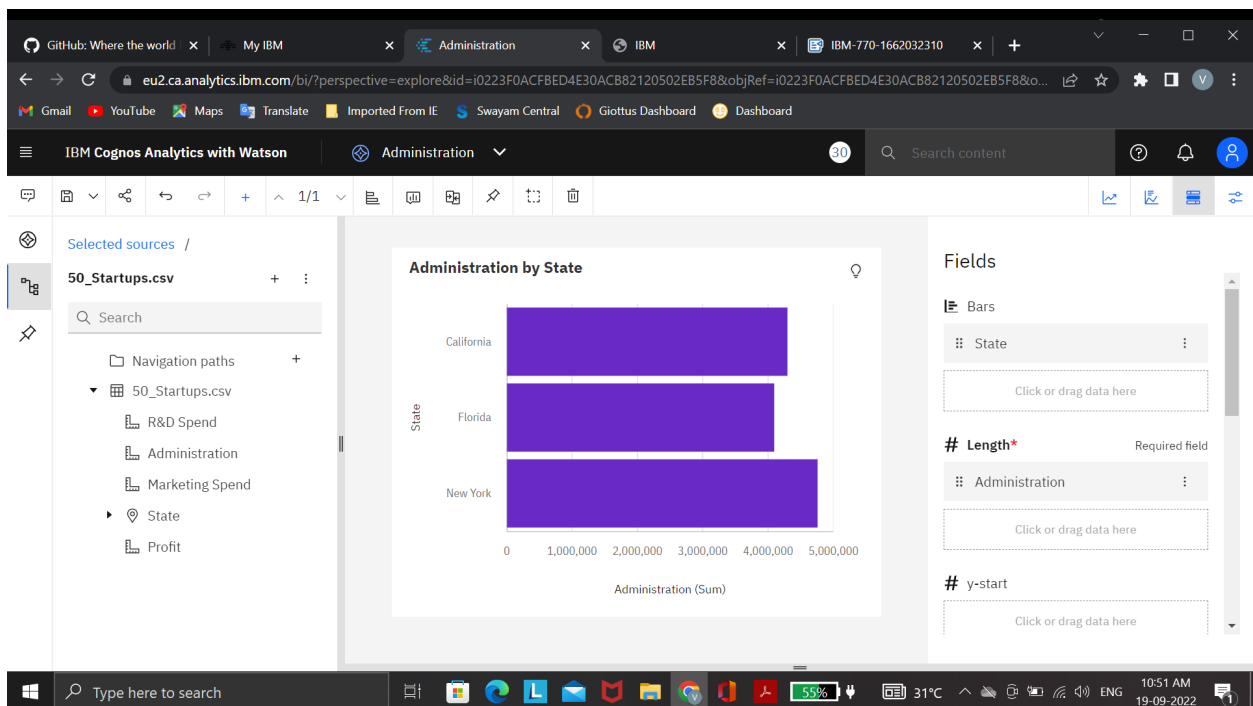 GitHub: Where the world
My IBM
Administration
IBM
IBM-770-1662032310
eu2.ca.analytics.ibm.com/bi/?perspective=explore&id=i0223F0ACFBED4E30ACB82120502EB5F8&objRef=i0223F0ACFBED4E30ACB82120502EB5F8&o...
V
Gmail YouTube Maps Translate Imported From IE Swayam Central Giottus Dashboard Dashboard
IBM Cognos Analytics with Watson
Administration
30
Search content
1/1
Selected sources /
50_Startups.csv
Search
Navigation paths
50_Startups.csv
R&D Spend
Administration
Marketing Spend
State
Profit
Administration by State
State
California
Florida
New York
0 1,000,000 2,000,000 3,000,000 4,000,000 5,000,000
Administration (Sum)
Fields
Bars
State
Click or drag data here
# Length* Required field
Administration
Click or drag data here
# y-start
Click or drag data here
Type here to search
55%
31°C
ENG
10:51 AM
19-09-2022
1